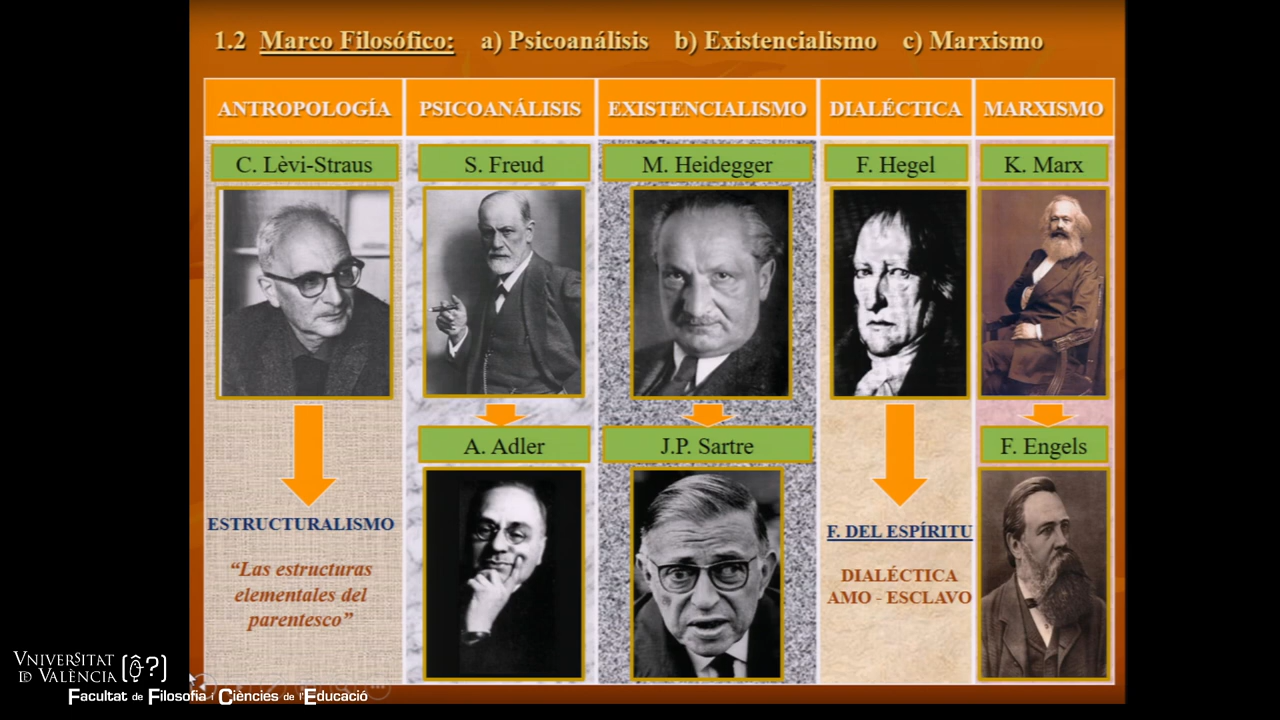 1.2 Marco Filosófico: a) Psicoanálisis b) Existencialismo c) Marxismo
ANTROPOLOGÍA PSICOANÁLISIS EXISTENCIALISMO DIALÉCTICA MARXISMO
C. Lèvi-Straus S. Freud M. Heidegger F. Hegel K. Marx
A. Adler J.P. Sartre F. Engels
ESTRUCTURALISMO
“Las estructuras
elementales del
parentesco”
F. DEL ESPÍRITU
DIALÉCTICA
AMO - ESCLAVO
VNIVERSITAT
ID VALÈNCIA
Facultat de Filosofia i Ciències de l'Educació